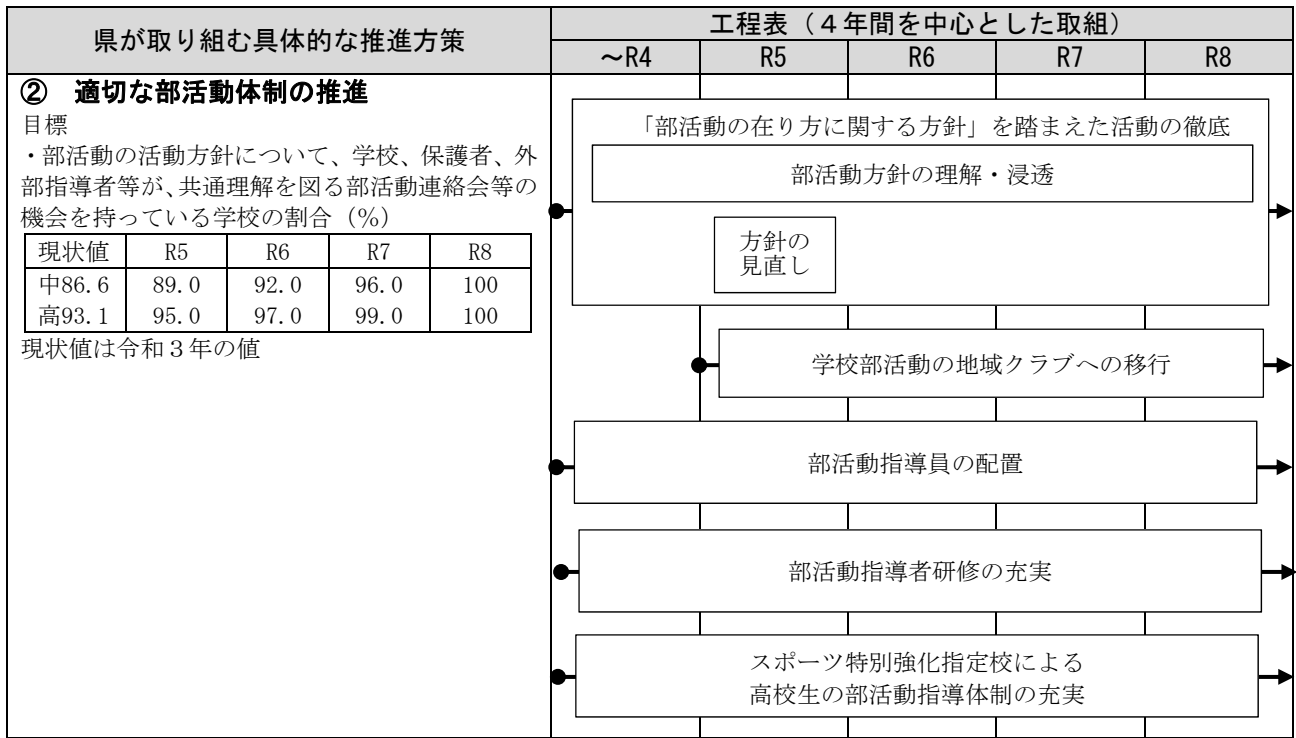 県が取り組む具体的な推進方策
工程表（４年間を中心とした取組）
～R4 R5 R6 R7 R8
② 適切な部活動体制の推進
目標
・部活動の活動方針について、学校、保護者、外
部指導者等が、共通理解を図る部活動連絡会等の
機会を持っている学校の割合（％）
現状値 R5 R6 R7 R8
中86.6 89.0 92.0 96.0 100
高93.1 95.0 97.0 99.0 100
現状値は令和３年の値
「部活動の在り方に関する方針」を踏まえた活動の徹底
部活動方針の理解・浸透
方針の
見直し
学校部活動の地域クラブへの移行
部活動指導員の配置
部活動指導者研修の充実
スポーツ特別強化指定校による
高校生の部活動指導体制の充実